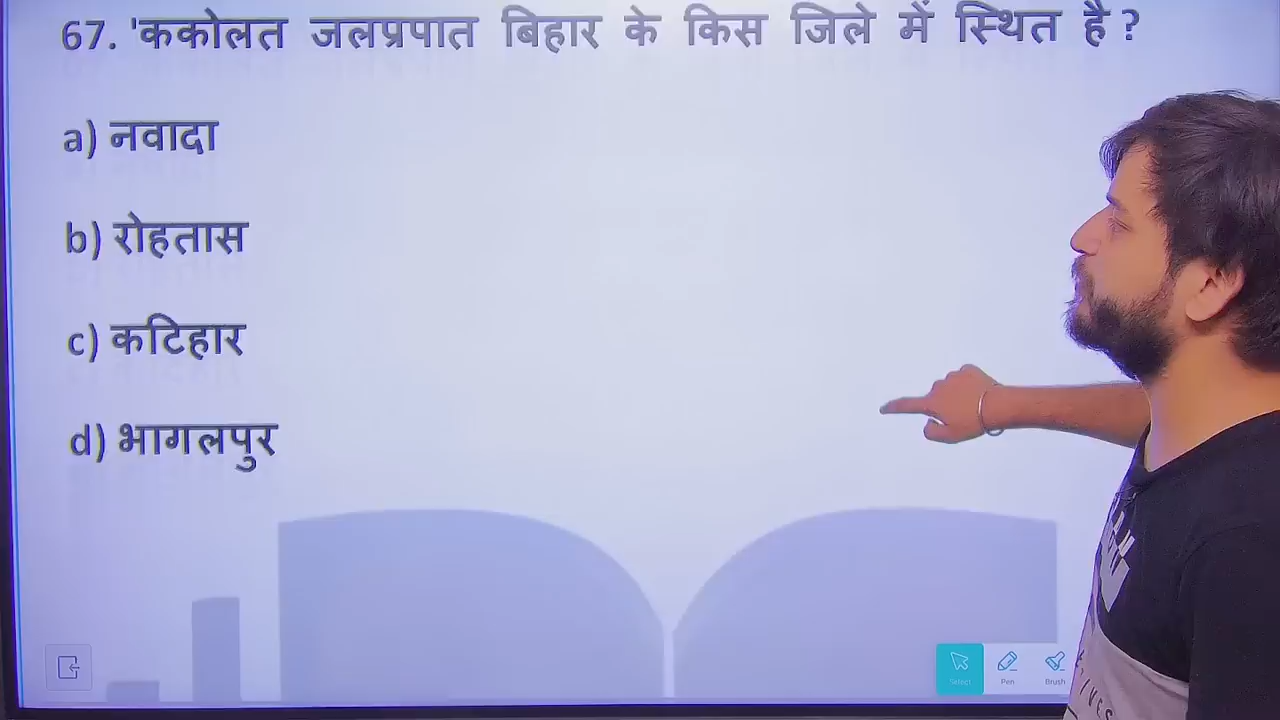 67. 'ककोलत जलप्रपात बिहार के किस जिले में स्थित है ?
a) नवादा
b) रोहतास
c) कटिहार
d) भागलपुर
Select
Pen
Brush